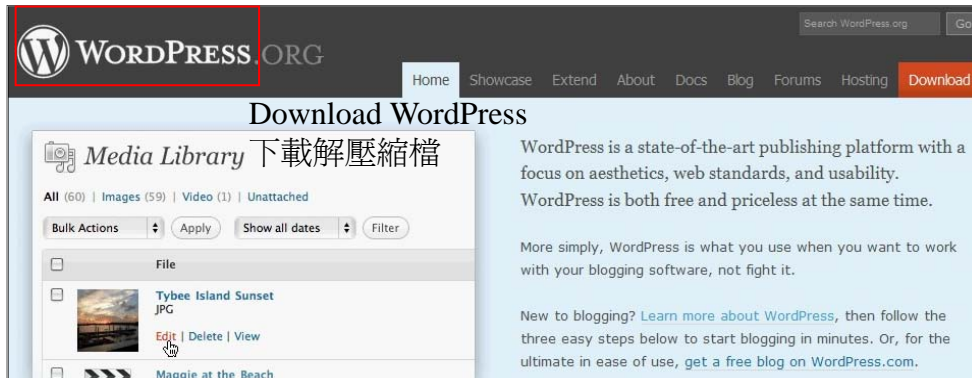 Search WordPress.org Go
WORDPRESS.ORG
Home Showcase Extend About Docs Blog Forums Hosting Download
Download WordPress
下載解壓縮檔
Media Library
All (60) | Images (59) | Video (1) | Unattached
Bulk Actions Apply Show all dates Filter
File
Tybee Island Sunset
JPG
Edit | Delete | View
Maggie at the Beach
WordPress is a state-of-the-art publishing platform with a
focus on aesthetics, web standards, and usability.
WordPress is both free and priceless at the same time.
More simply, WordPress is what you use when you want to work
with your blogging software, not fight it.
New to blogging? Learn more about WordPress, then follow the
three easy steps below to start blogging in minutes. Or, for the
ultimate in ease of use, get a free blog on WordPress.com.